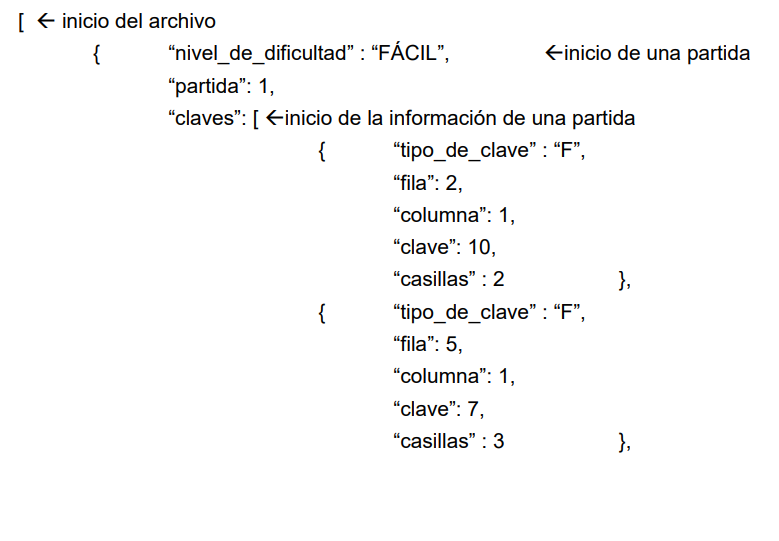 [ ← inicio del archivo
{ “nivel_de_dificultad” : “FÁCIL”, ←inicio de una partida
“partida”: 1,
“claves”: [ ←inicio de la información de una partida
{ “tipo_de_clave” : “F”,
“fila”: 2,
“columna”: 1,
“clave”: 10,
“casillas” : 2 },
{ “tipo_de_clave” : “F”,
“fila”: 5,
“columna”: 1,
“clave”: 7,
“casillas” : 3 },